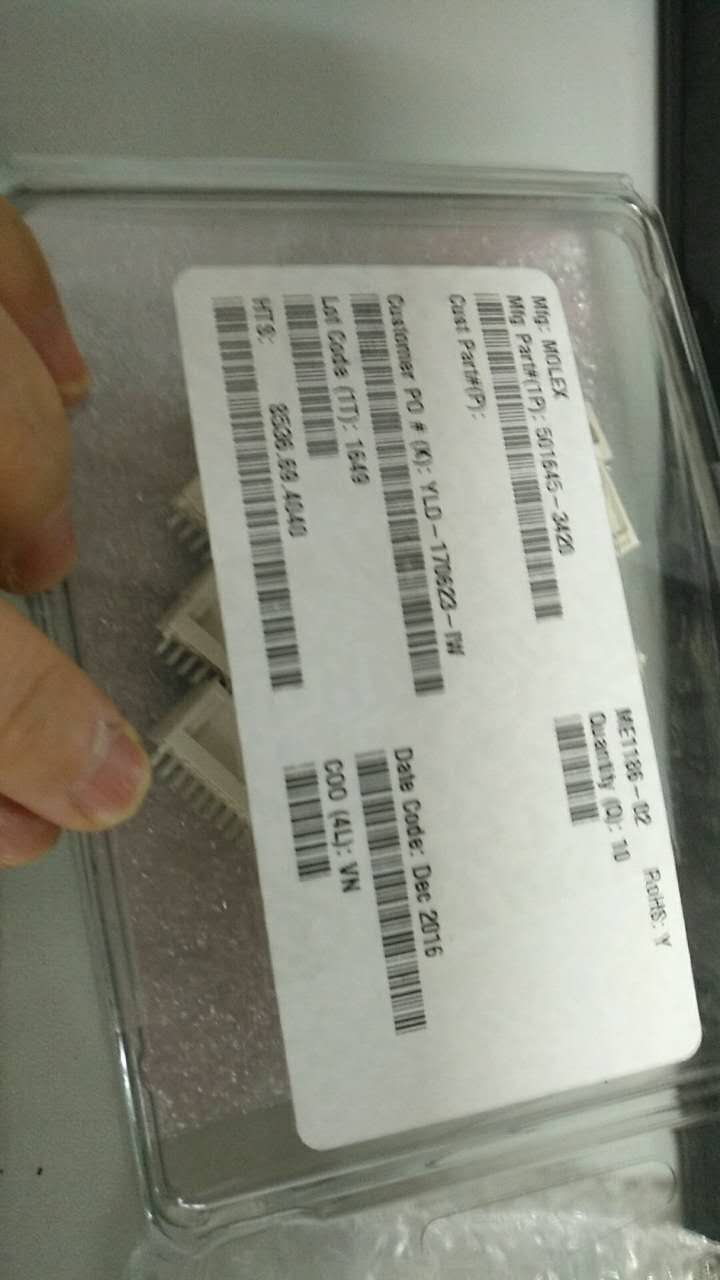 Mfg: MOLEX
Mfg Part#(1P): 501645-3420
Cust Part#(P):
Customer PO # (K): YLD-170623-IW
Lot Code (1T): 1649
HTS: 8536.69.4040
ME1186-02 RoHS: Y
Quantity (Q): 10
Date Code: Dec 2016
COO (4L): VN